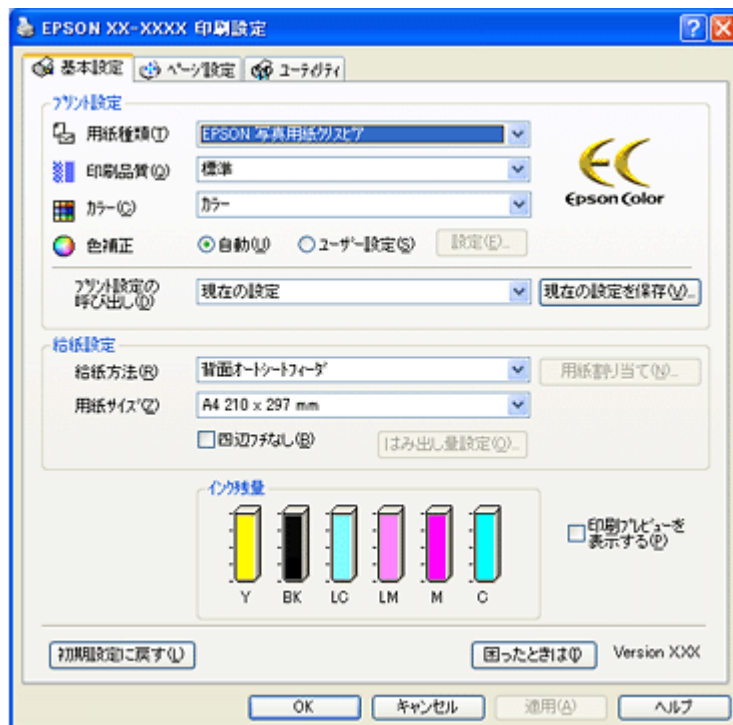 EPSON XX-XXXX 印刷設定
基本設定
ページ設定
ユーティリティ
プリント設定
用紙種類(T)
EPSON 写真用紙クリスピア
印刷品質(Q)
標準
カラー(C)
カラー
Epson Color
色補正
自動(U)
ユーザー設定(S)
設定(E)...
プリント設定の
呼び出し(D)
現在の設定
現在の設定を保存(V)...
給紙設定
給紙方法(R)
背面オートシートフィーダ
用紙割り当て(N)...
用紙サイズ(Z)
A4 210 x 297 mm
四辺フチなし(B)
はみ出し量設定(O)...
インク残量
Y BK LC LM M C
印刷プレビューを
表示する(P)
初期設定に戻す(L)
困ったときは(I)
Version X.XX
OK
キャンセル
適用(A)
ヘルプ